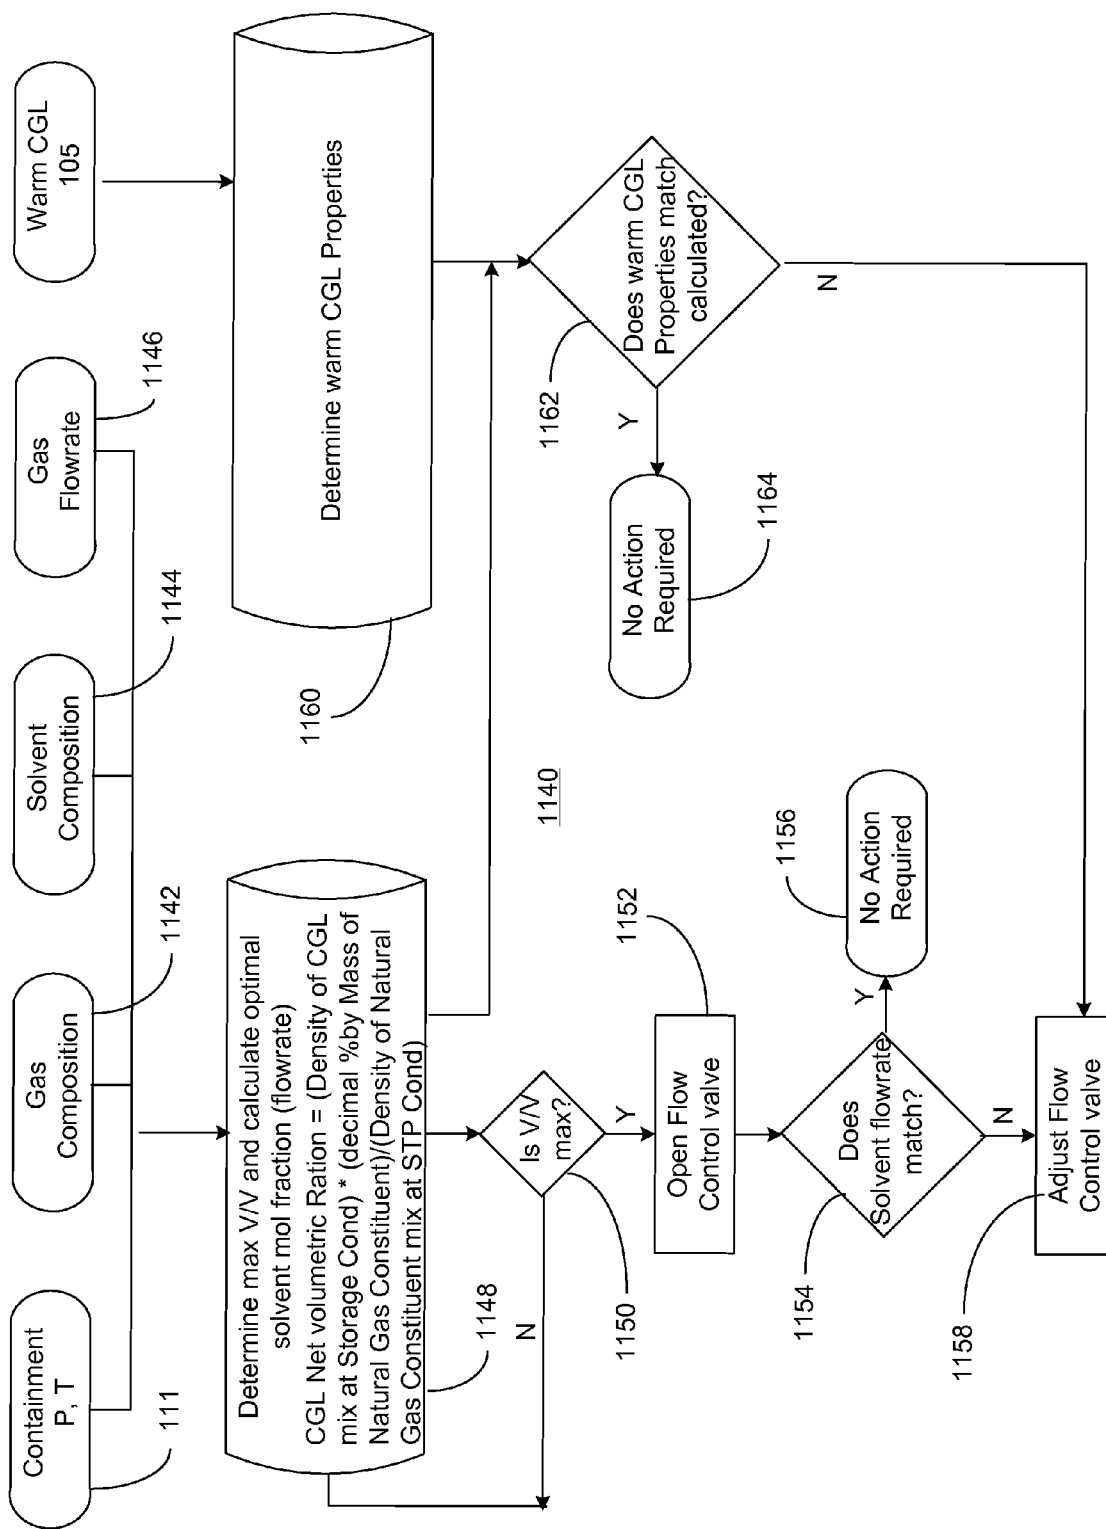 Containment
P, T
111
Gas
Composition
1142
Solvent
Composition
1144
Gas
Flowrate
1146
Warm CGL
105
Determine max V/V and calculate optimal
solvent mol fraction (flowrate)
CGL Net volumetric Ration = (Density of CGL
mix at Storage Cond) * (decimal %by Mass of
Natural Gas Constituent)/(Density of Natural
Gas Constituent mix at STP Cond)
1148
Determine warm CGL Properties
1160
1140
Is V/V
max?
1150
N
Y
Open Flow
Control valve
1152
Does
Solvent flowrate
match?
1154
Y
No Action
Required
1156
N
Adjust Flow
Control valve
1158
Does warm CGL
Properties match
calculated?
1162
Y
No Action
Required
1164
N